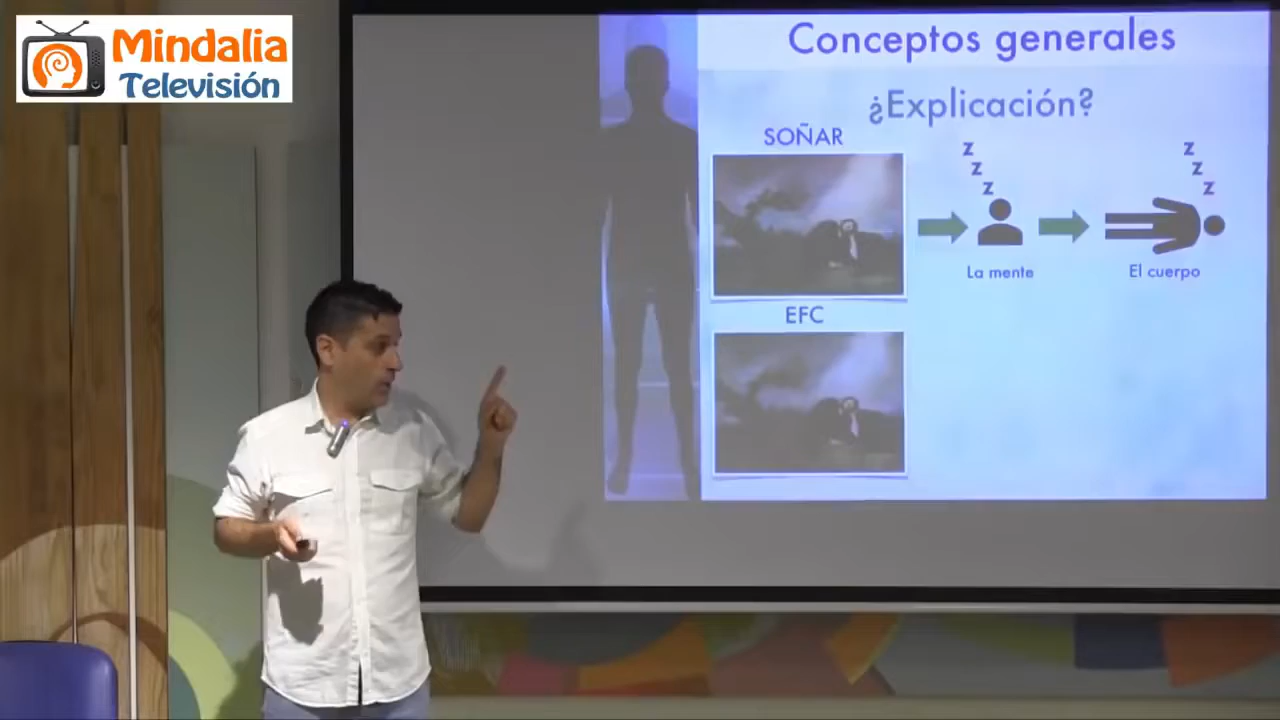 Mindalia
Televisión
Conceptos generales
¿Explicación?
SOÑAR
z
z
z
z
z
z
La mente
El cuerpo
EFC